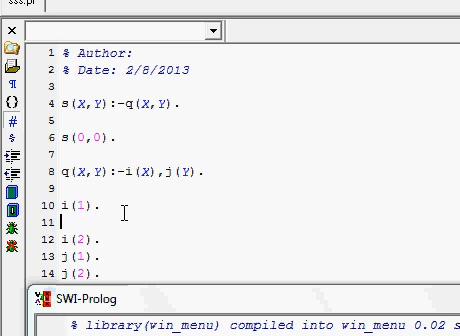 sss.pl
1 % Author:
2 % Date: 2/8/2013
3
4 s(X,Y):-q(X,Y).
5
6 s(0,0).
7
8 q(X,Y):-i(X),j(Y).
9
10 i(1).
11
12 i(2).
13 j(1).
14 j(2).
SWI-Prolog
% library(win_menu) compiled into win_menu 0.02 s